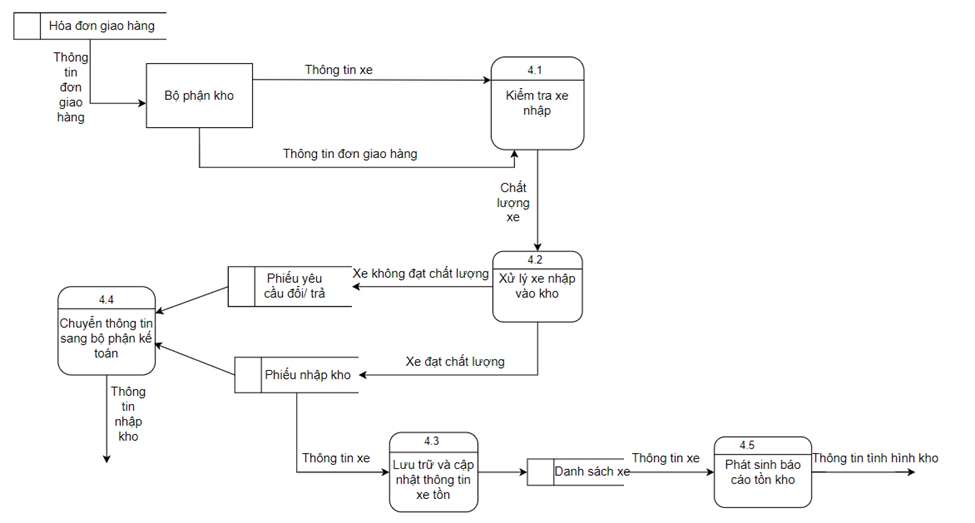 Hóa đơn giao hàng
Thông
tin
đơn
giao
hàng
Bộ phận kho
Thông tin xe
4.1
Kiểm tra xe
nhập
Thông tin đơn giao hàng
Chất
lượng
xe
4.2
Xử lý xe nhập
vào kho
Xe không đạt chất lượng
Phiếu yêu
cầu đổi/ trả
4.4
Chuyển thông tin
sang bộ phận kế
toán
Xe đạt chất lượng
Phiếu nhập kho
Thông
tin
nhập
kho
Thông tin xe
4.3
Lưu trữ và cập
nhật thông tin
xe tồn
Danh sách xe
Thông tin xe
4.5
Phát sinh báo
cáo tồn kho
Thông tin tình hình kho